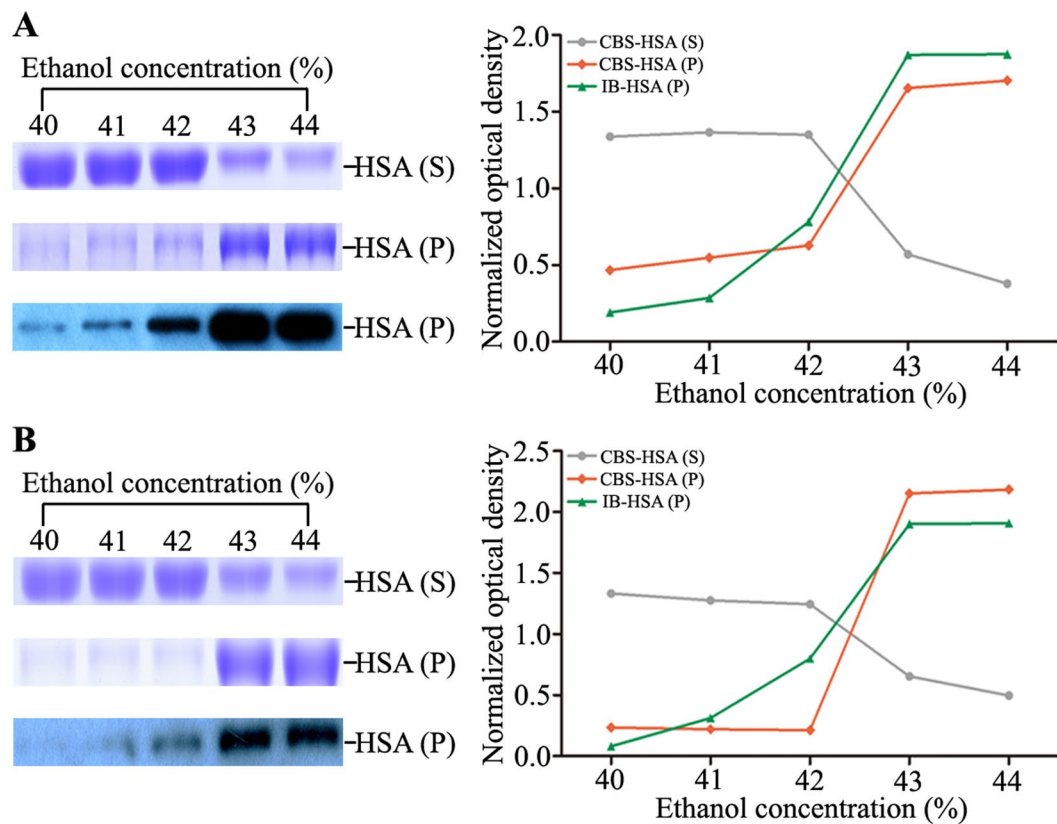 A
Ethanol concentration (%)
40 41 42 43 44
HSA (S)
HSA (P)
HSA (P)
Normalized optical density
2.0
1.5
1.0
0.5
0.0
CBS-HSA (S)
CBS-HSA (P)
IB-HSA (P)
40 41 42 43 44
Ethanol concentration (%)
B
Ethanol concentration (%)
40 41 42 43 44
HSA (S)
HSA (P)
HSA (P)
Normalized optical density
2.5
2.0
1.5
1.0
0.5
0.0
CBS-HSA (S)
CBS-HSA (P)
IB-HSA (P)
40 41 42 43 44
Ethanol concentration (%)